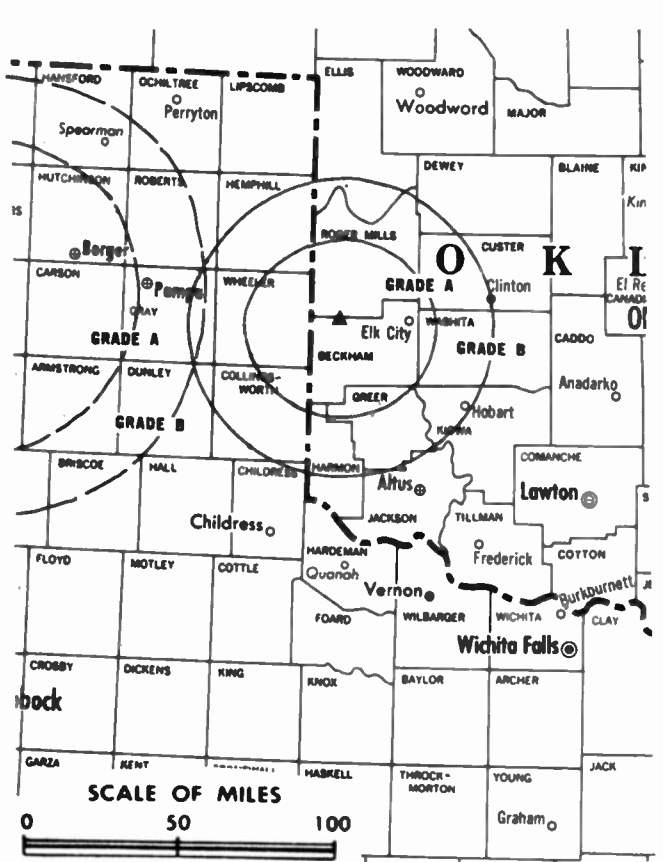 HANSFORD
OCHILTREE
LIPSCOMB
ELLIS
WOODWARD
Perryton
Woodward
MAJOR
Spearman
DEWEY
BLAINE
KIN
HUTCHINSON
ROBERTS
HEMPHILL
Kin
NS
ROGER MILLS
CUSTER
O K L
Borger
CARSON
Pampa
WHEELER
GRADE A
Clinton
El Re
CANADI
GRAY
Elk City
WASHITA
GRADE A
BECKHAM
GRADE B
CADDO
ARMSTRONG
DONLEY
COLLINGS-
WORTH
GREER
Anadarko
GRADE B
Hobart
KIOWA
BRISCOE
HALL
CHILDRESS
HARMON
COMANCHE
Altus
Lawton
Childress
JACKSON
TILLMAN
FLOYD
MOTLEY
COTTLE
HARDEMAN
Quanah
Frederick
COTTON
Vernon
Burkburnett
FOARD
WILBARGER
WICHITA
CLAY
Wichita Falls
CROSBY
DICKENS
KING
KNOX
BAYLOR
ARCHER
bock
GARZA
KENT
HASKELL
THROCK-
MORTON
YOUNG
JACK
SCALE OF MILES
0 50 100
Graham